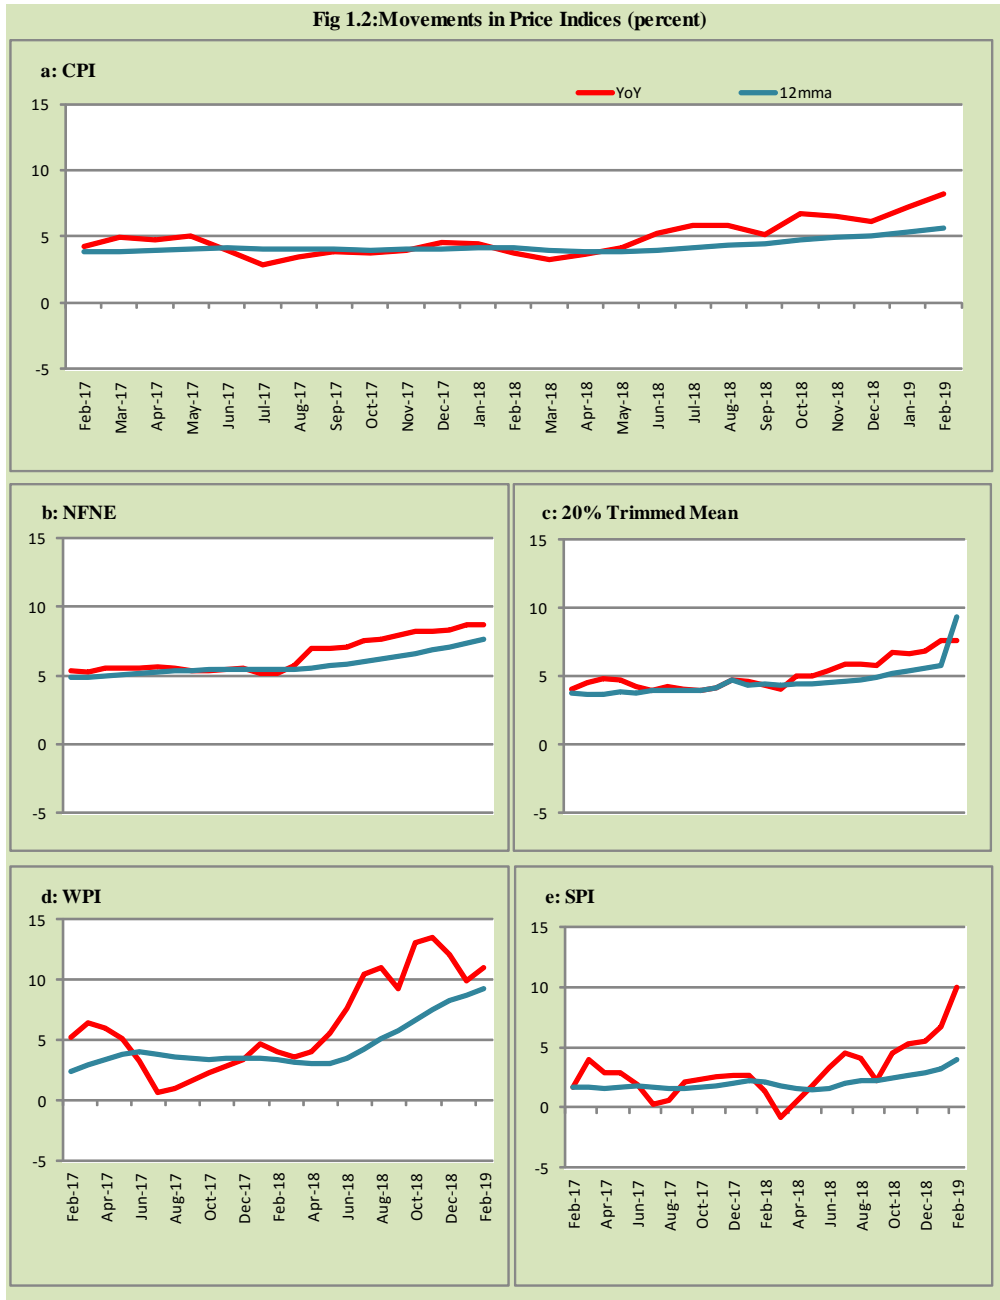 Fig 1.2:Movements in Price Indices (percent)
a: CPI
YoY 12mma
15
10
5
0
-5
Feb-17 Mar-17 Apr-17 May-17 Jun-17 Jul-17 Aug-17 Sep-17 Oct-17 Nov-17 Dec-17 Jan-18 Feb-18 Mar-18 Apr-18 May-18 Jun-18 Jul-18 Aug-18 Sep-18 Oct-18 Nov-18 Dec-18 Jan-19 Feb-19
b: NFNE
15
10
5
0
-5
c: 20% Trimmed Mean
15
10
5
0
-5
d: WPI
15
10
5
0
-5
Feb-17 Apr-17 Jun-17 Aug-17 Oct-17 Dec-17 Feb-18 Apr-18 Jun-18 Aug-18 Oct-18 Dec-18 Feb-19
e: SPI
15
10
5
0
-5
Feb-17 Apr-17 Jun-17 Aug-17 Oct-17 Dec-17 Feb-18 Apr-18 Jun-18 Aug-18 Oct-18 Dec-18 Feb-19